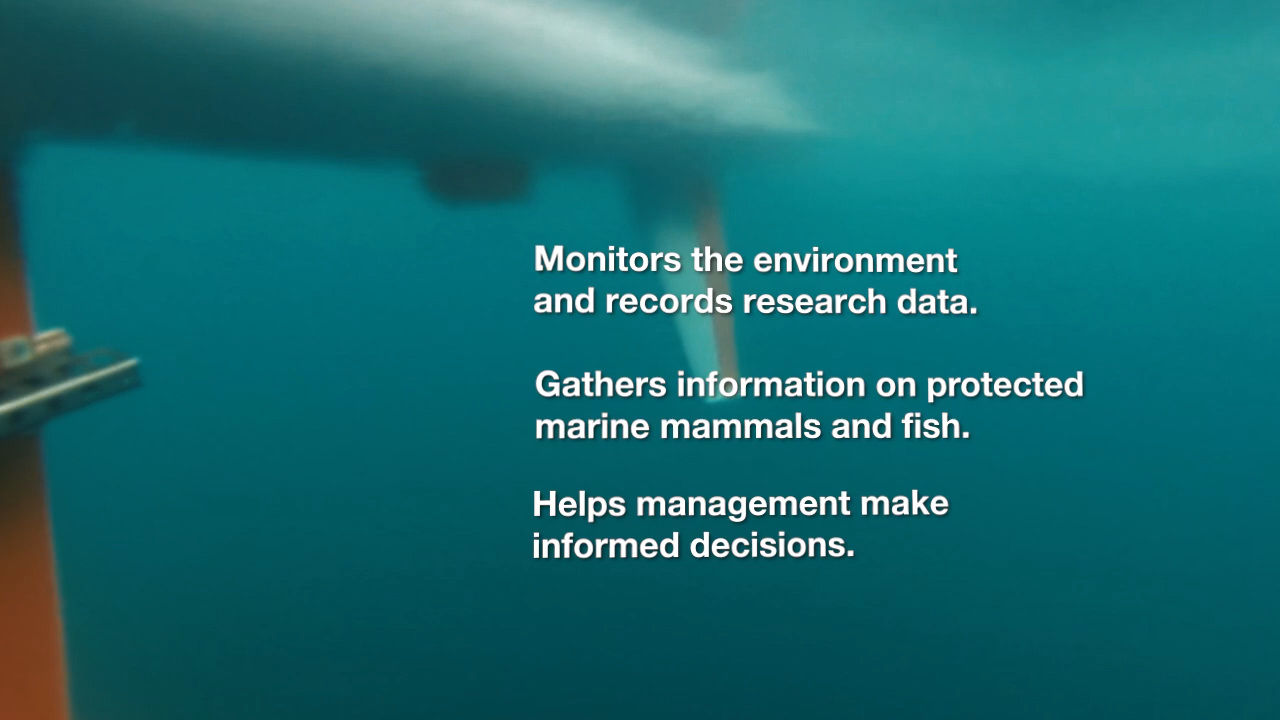 Monitors the environment
and records research data.
Gathers information on protected
marine mammals and fish.
Helps management make
informed decisions.